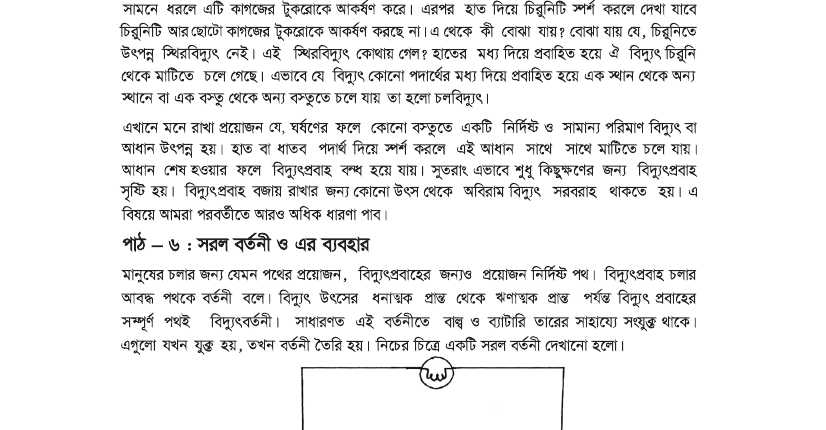 সামনে ধরলে এটি কাগজের টুকরোকে আকর্ষণ করে। এরপর হাত দিয়ে চিরুনিটি স্পর্শ করলে দেখা যাবে
চিরুনিটি আর ছোটো কাগজের টুকরোকে আকর্ষণ করছে না। এ থেকে কী বোঝা যায়? বোঝা যায় যে, চিরুনিতে
উৎপন্ন স্থিরবিদ্যুৎ নেই। এই স্থিরবিদ্যুৎ কোথায় গেল? হাতের মধ্য দিয়ে প্রবাহিত হয়ে ঐ বিদ্যুৎ চিরুনি
থেকে মাটিতে চলে গেছে। এভাবে যে বিদ্যুৎ কোনো পদার্থের মধ্য দিয়ে প্রবাহিত হয়ে এক স্থান থেকে অন্য
স্থানে বা এক বস্তু থেকে অন্য বস্তুতে চলে যায় তা হলো চলবিদ্যুৎ।
এখানে মনে রাখা প্রয়োজন যে, ঘর্ষণের ফলে কোনো বস্তুতে একটি নির্দিষ্ট ও সামান্য পরিমাণ বিদ্যুৎ বা
আধান উৎপন্ন হয়। হাত বা ধাতব পদার্থ দিয়ে স্পর্শ করলে এই আধান সাথে সাথে মাটিতে চলে যায়।
আধান শেষ হওয়ার ফলে বিদ্যুৎপ্রবাহ বন্ধ হয়ে যায়। সুতরাং এভাবে শুধু কিছুক্ষণের জন্য বিদ্যুৎপ্রবাহ
সৃষ্টি হয়। বিদ্যুৎপ্রবাহ বজায় রাখার জন্য কোনো উৎস থেকে অবিরাম বিদ্যুৎ সরবরাহ থাকতে হয়। এ
বিষয়ে আমরা পরবর্তীতে আরও অধিক ধারণা পাব।
পাঠ – ৬ : সরল বর্তনী ও এর ব্যবহার
মানুষের চলার জন্য যেমন পথের প্রয়োজন, বিদ্যুৎপ্রবাহের জন্যও প্রয়োজন নির্দিষ্ট পথ। বিদ্যুৎপ্রবাহ চলার
আবদ্ধ পথকে বর্তনী বলে। বিদ্যুৎ উৎসের ধনাত্মক প্রান্ত থেকে ঋণাত্মক প্রান্ত পর্যন্ত বিদ্যুৎ প্রবাহের
সম্পূর্ণ পথই বিদ্যুৎবর্তনী। সাধারণত এই বর্তনীতে বাল্ব ও ব্যাটারি তারের সাহায্যে সংযুক্ত থাকে।
এগুলো যখন যুক্ত হয়, তখন বর্তনী তৈরি হয়। নিচের চিত্রে একটি সরল বর্তনী দেখানো হলো।